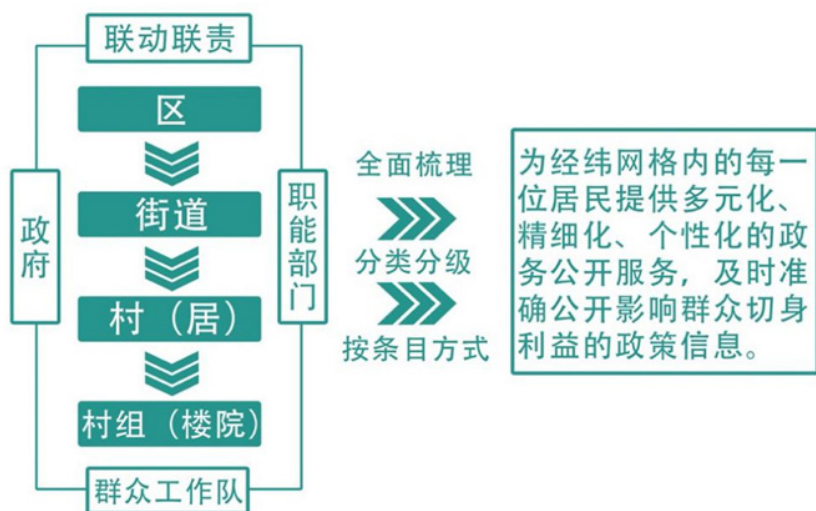 联动联责
区
街道
村（居）
村组（楼院）
群众工作队
政府
职能部门
全面梳理
分类分级
按条目方式
为经纬网格内的每一
位居民提供多元化、
精细化、个性化的政
务公开服务，及时准
确公开影响群众切身
利益的政策信息。